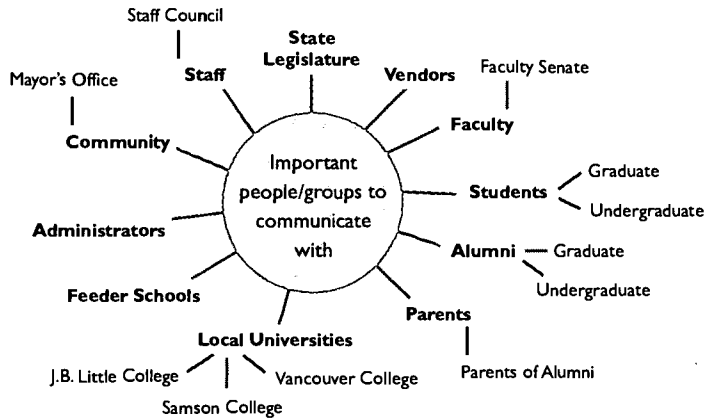 Staff Council
State
Legislature
Staff
Vendors
Faculty Senate
Mayor's Office
Community
Faculty
Important
people/groups to
communicate
with
Graduate
Students
Undergraduate
Administrators
Alumni
Graduate
Undergraduate
Feeder Schools
Parents
Local Universities
Parents of Alumni
J.B. Little College
Vancouver College
Samson College